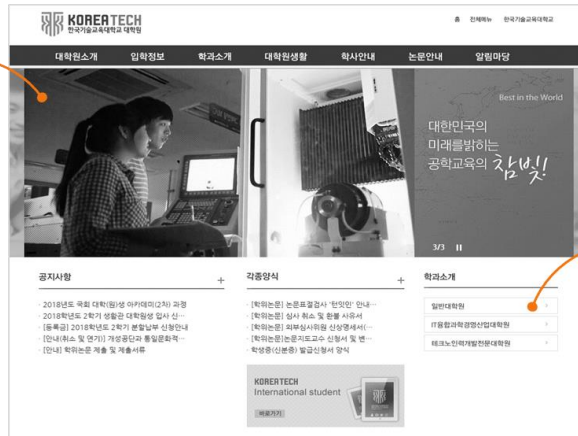 KOREATECH
한국기술교육대학교 대학원
홈 전체메뉴 한국기술교육대학교
대학원소개 입학정보 학과소개 대학원생활 학사안내 논문안내 알림마당
Best in the World
대한민국의
미래를밝히는
공학교육의 참빛!
3/3
공지사항
· 2018년도 국회 대학(원)생 아카데미(2차) 과정
· 2018학년도 2학기 생활관 대학원생 입사 신…
· [등록금] 2018학년도 2학기 분할납부 신청안내
· [안내(취소 및 연기)] 개성공단과 통일문화적…
· [안내] 학위논문 제출 및 제출서류
각종양식
· [학위논문] 논문표절검사 '턴잇인' 안내…
· [학위논문] 심사 취소 및 환불 사유서
· [학위논문] 외부심사위원 신상명세서(…
· [학위논문]논문지도교수 신청서 및 변…
· 학생증(신분증) 발급신청서 양식
KOREATECH
International student
바로가기
학과소개
일반대학원
IT융합과학경영산업대학원
테크노인력개발전문대학원